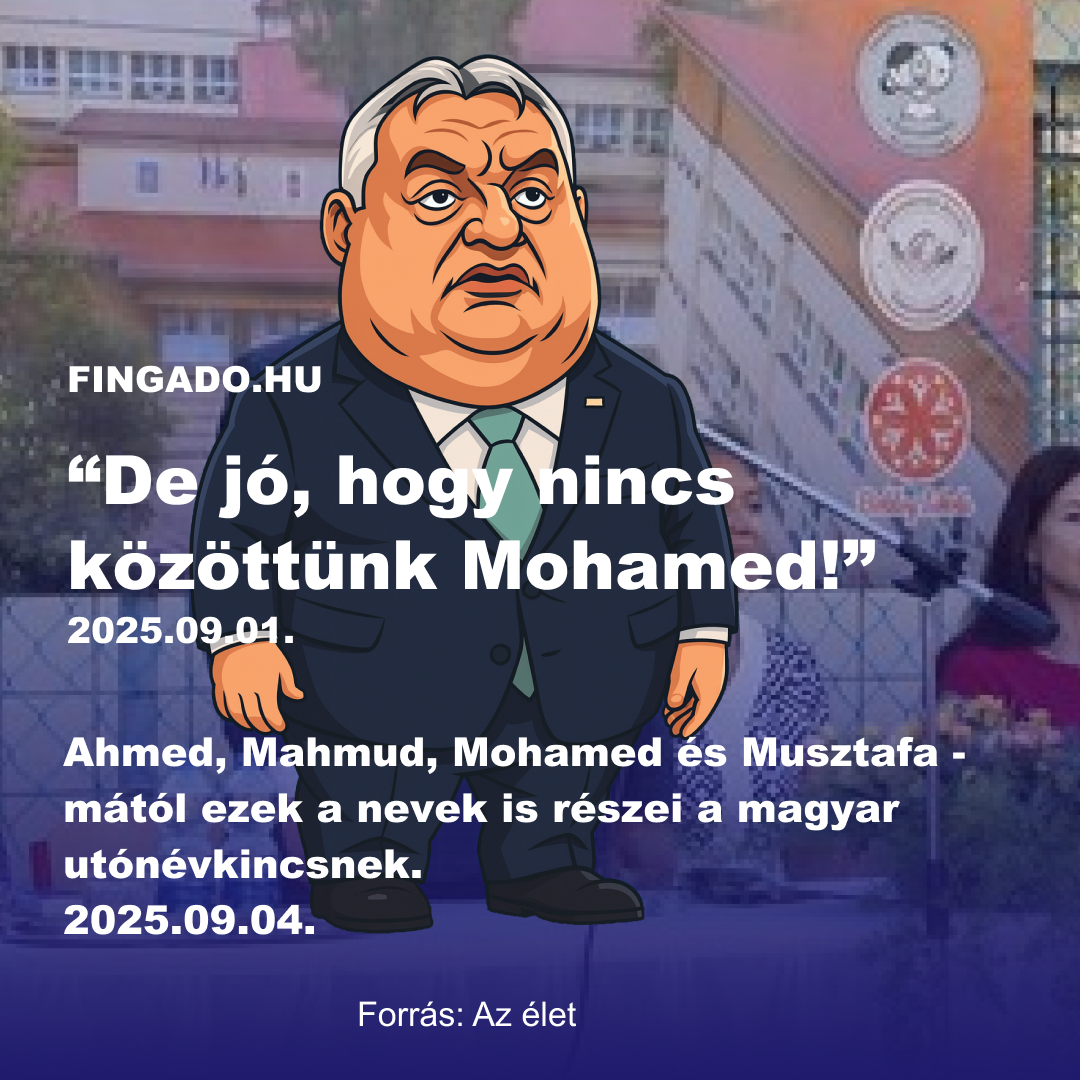 FINGADO.HU
“De jó, hogy nincs
közöttünk Mohamed!”
2025.09.01.
Ahmed, Mahmud, Mohamed és Musztafa -
mától ezek a nevek is részei a magyar
utónévkincsnek.
2025.09.04.
Forrás: Az élet